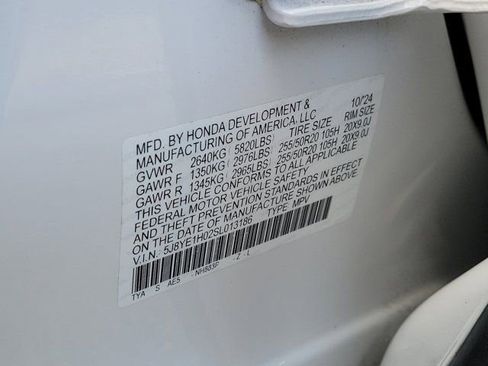 MFD. BY HONDA DEVELOPMENT & 10/'24
MANUFACTURING OF AMERICA, LLC
GVWR 2640KG 5820LBS TIRE SIZE RIM SIZE
GAWR F 1350KG 2976LBS 255/50R20 105H 20X9.0J
GAWR R 1345KG 2965LBS 255/50R20 105H 20X9.0J
THIS VEHICLE CONFORMS TO ALL APPLICABLE
FEDERAL MOTOR VEHICLE SAFETY
AND THEFT PREVENTION STANDARDS IN EFFECT
ON THE DATE OF MANUFACTURE SHOWN ABOVE.
V.I.N. 5J8YE1H02SL013186 TYPE: MPV
TYA S AE5 NH883P - Z - L